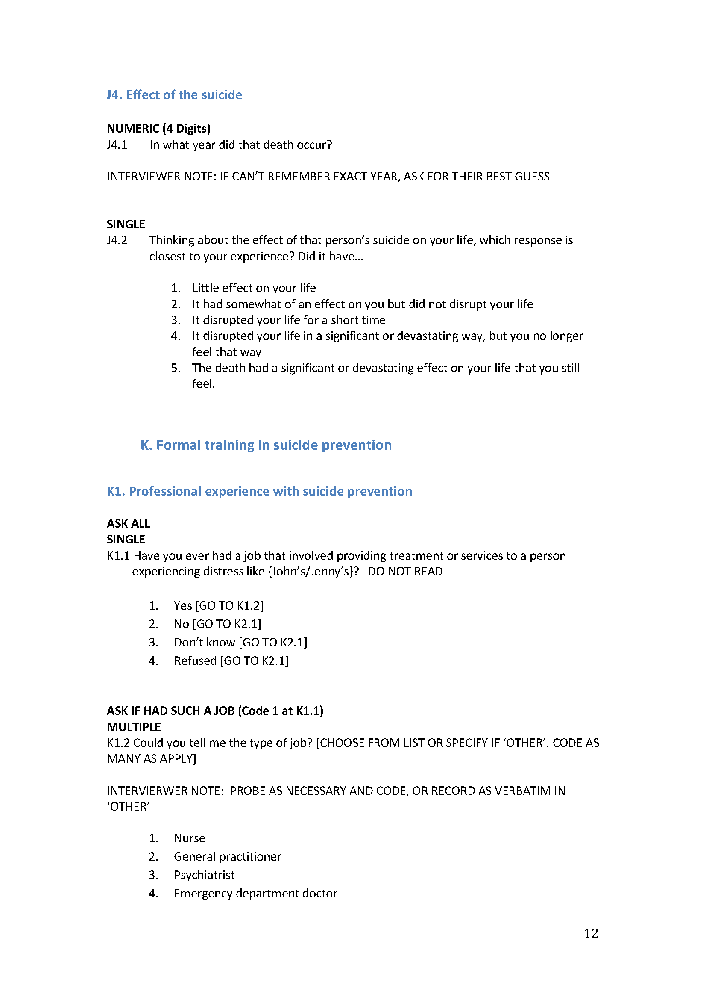 J4. Effect of the suicide
NUMERIC (4 Digits)
J4.1 In what year did that death occur?
INTERVIEWER NOTE: IF CAN'T REMEMBER EXACT YEAR, ASK FOR THEIR BEST GUESS
SINGLE
J4.2 Thinking about the effect of that person's suicide on your life, which response is
closest to your experience? Did it have...
1. Little effect on your life
2. It had somewhat of an effect on you but did not disrupt your life
3. It disrupted your life for a short time
4. It disrupted your life in a significant or devastating way, but you no longer
feel that way
5. The death had a significant or devastating effect on your life that you still
feel.
K. Formal training in suicide prevention
K1. Professional experience with suicide prevention
ASK ALL
SINGLE
K1.1 Have you ever had a job that involved providing treatment or services to a person
experiencing distress like {John's/Jenny's}? DO NOT READ
1. Yes [GO TO K1.2]
2. No [GO TO K2.1]
3. Don't know [GO TO K2.1]
4. Refused [GO TO K2.1]
ASK IF HAD SUCH A JOB (Code 1 at K1.1)
MULTIPLE
K1.2 Could you tell me the type of job? [CHOOSE FROM LIST OR SPECIFY IF 'OTHER'. CODE AS
MANY AS APPLY]
INTERVIERWER NOTE: PROBE AS NECESSARY AND CODE, OR RECORD AS VERBATIM IN
'OTHER'
1. Nurse
2. General practitioner
3. Psychiatrist
4. Emergency department doctor
12